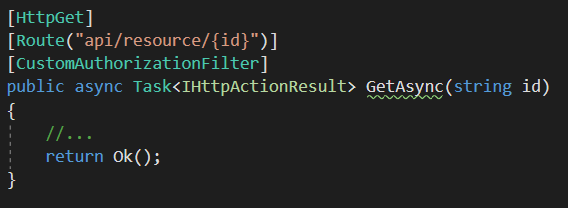 [HttpGet]
[Route("api/resource/{id}")]
[CustomAuthorizationFilter]
public async Task<IHttpActionResult> GetAsync(string id)
{
    //...
    return Ok();
}